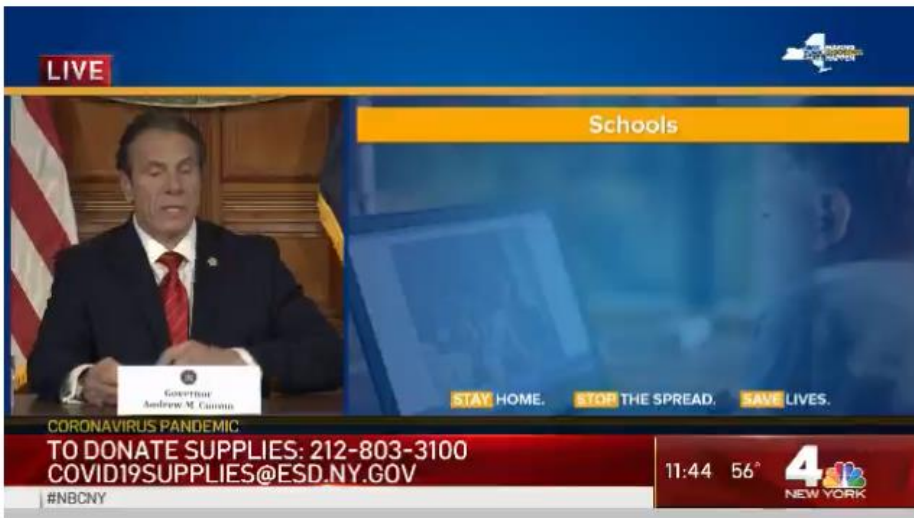 LIVE
Schools
Governor
Andrew M. Cuomo
STAY HOME. STOP THE SPREAD. SAVE LIVES.
CORONAVIRUS PANDEMIC
TO DONATE SUPPLIES: 212-803-3100
COVID19SUPPLIES@ESD.NY.GOV
11:44 56°
4
NEW YORK
#NBCNY